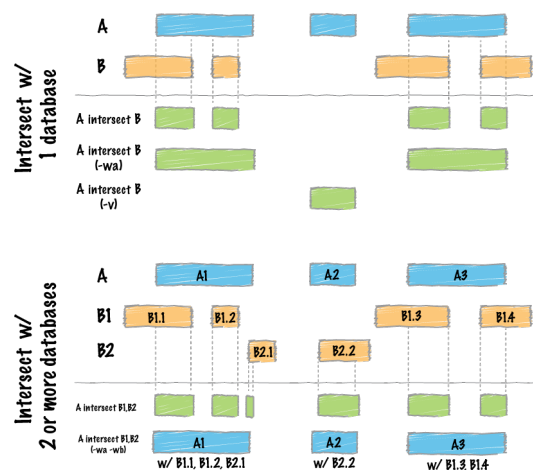 Intersect w/
1 database
A
B
A intersect B
A intersect B
(-wa)
A intersect B
(-v)
Intersect w/
2 or more databases
A
A1
A2
A3
B1
B1.1
B1.2
B1.3
B1.4
B2
B2.1
B2.2
A intersect B1,B2
A intersect B1,B2
(-wa -wb)
A1
A2
A3
w/ B1.1, B1.2, B2.1
w/ B2.2
w/ B1.3, B1.4